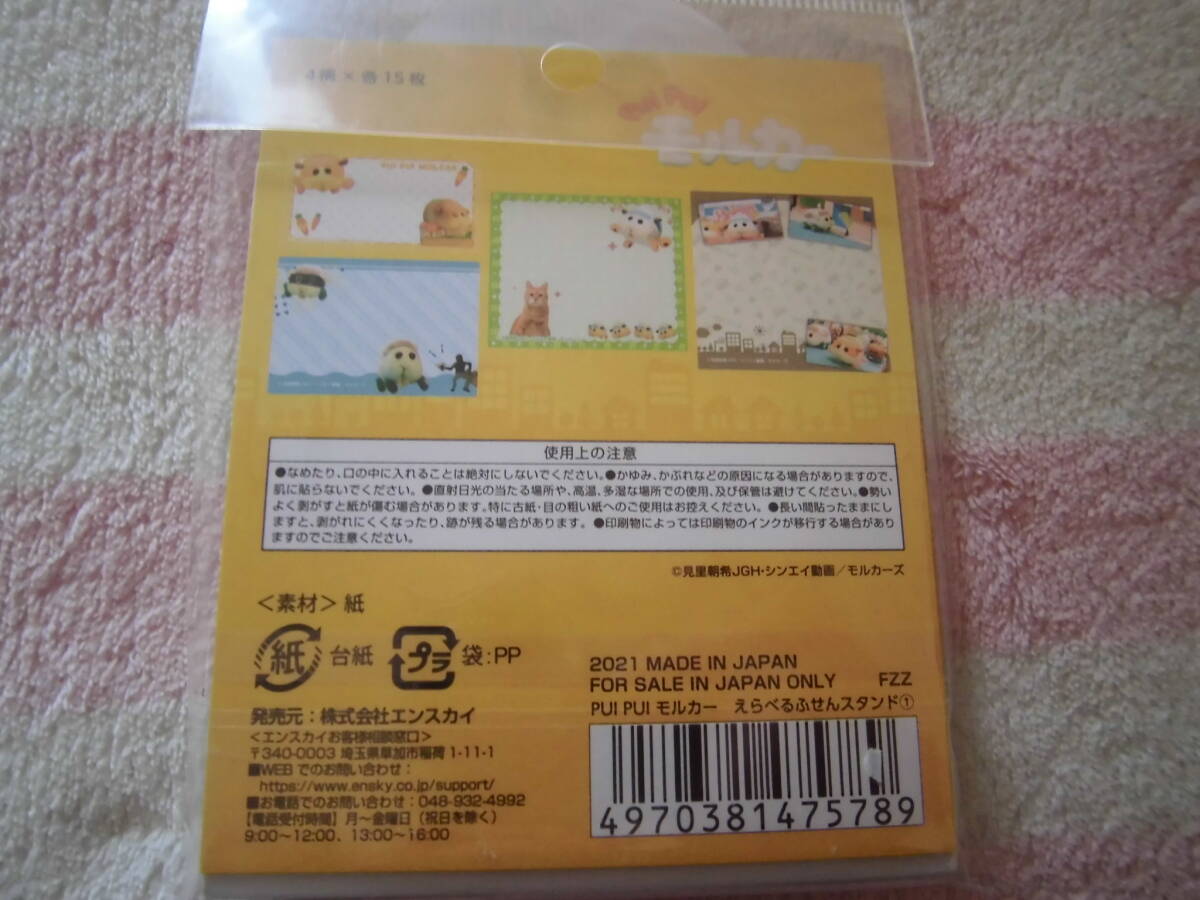 4柄×各15枚
PUI PUI
モルカー
PUI PUI MOLCAR
使用上の注意
●なめたり、口の中に入れることは絶対にしないでください。●かゆみ、かぶれなどの原因になる場合がありますので、
肌に貼らないでください。●直射日光の当たる場所や、高温、多湿な場所での使用、及び保管は避けてください。●勢い
よく剥がすと紙が傷む場合があります。特に古紙・目の粗い紙へのご使用はお控えください。●長い間貼ったままにし
ますと、剥がれにくくなったり、跡が残る場合があります。●印刷物によっては印刷物のインクが移行する場合があり
ますのでご注意ください。
©見里朝希JGH・シンエイ動画／モルカーズ
＜素材＞紙
紙 台紙 プラ 袋:PP
発売元：株式会社エンスカイ
＜エンスカイお客様相談窓口＞
〒340-0003 埼玉県草加市稲荷 1-11-1
■WEBでのお問い合わせ：
https://www.ensky.co.jp/support/
■お電話でのお問い合わせ：048-932-4992
【電話受付時間】月～金曜日（祝日を除く）
9:00～12:00、13:00～16:00
2021 MADE IN JAPAN
FOR SALE IN JAPAN ONLY FZZ
PUI PUI モルカー えらべるふせんスタンド①
4970381475789